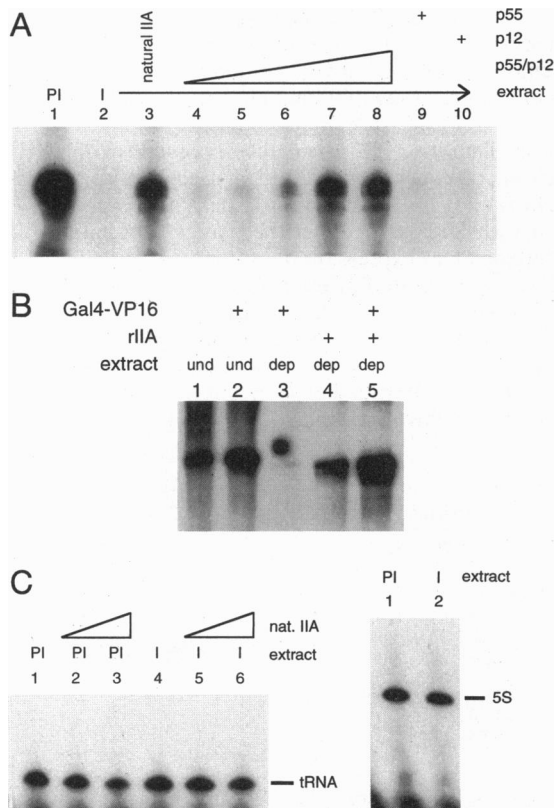 A
natural IIA
+ p55
+ p12
p55/p12
PI I extract
1 2 3 4 5 6 7 8 9 10
B
Gal4-VP16 + + +
rIIA + +
extract und und dep dep dep
1 2 3 4 5
C
nat. IIA
PI PI PI I I I extract
1 2 3 4 5 6
tRNA
PI I extract
1 2
5S